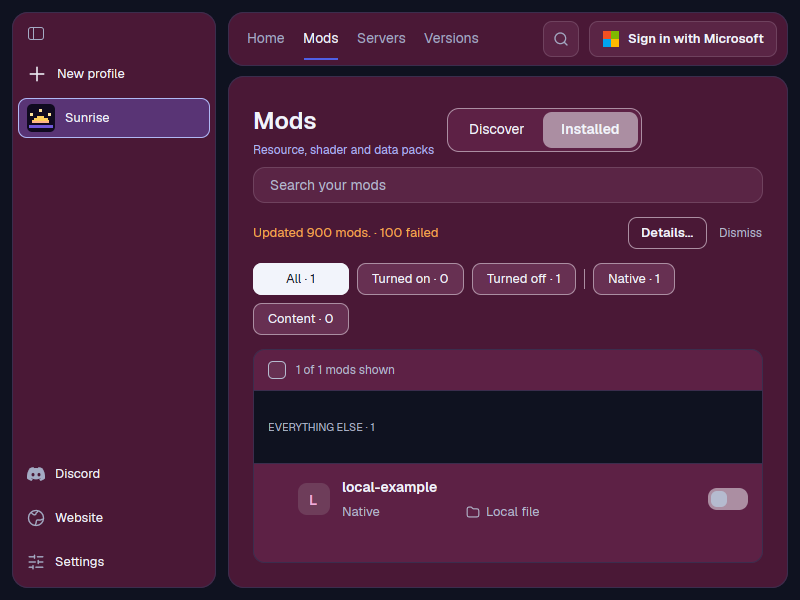 Home Mods Servers Versions
Sign in with Microsoft
New profile
Sunrise
Mods
Resource, shader and data packs
Discover Installed
Search your mods
Updated 900 mods. · 100 failed
Details... Dismiss
All · 1 Turned on · 0 Turned off · 1 Native · 1
Content · 0
1 of 1 mods shown
EVERYTHING ELSE · 1
L
local-example
Native Local file
Discord
Website
Settings